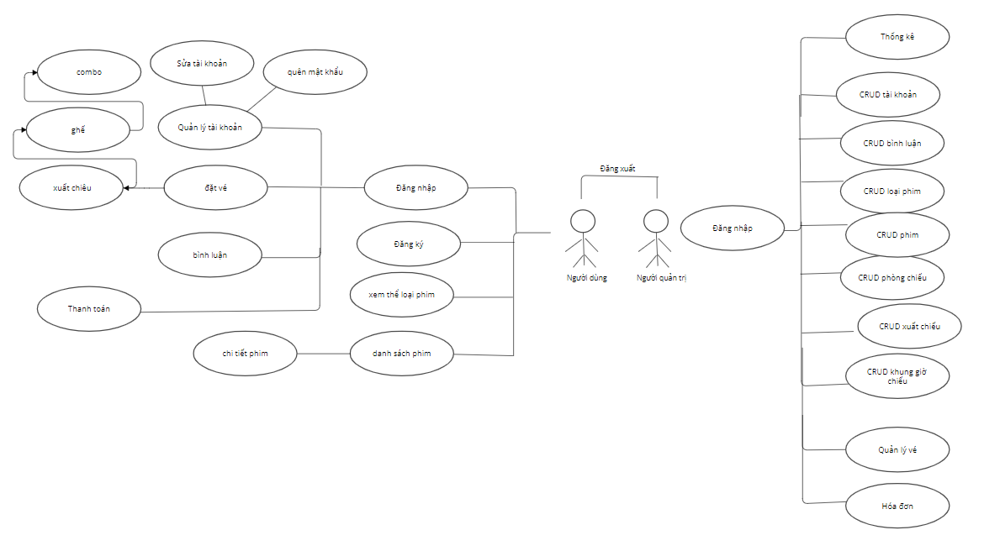 combo
Sửa tài khoản
quên mật khẩu
ghế
Quản lý tài khoản
xuất chiêu
đặt vé
Đăng nhập
bình luận
Đăng ký
Thanh toán
xem thể loại phim
chi tiết phim
danh sách phim
Đăng xuất
Người dùng
Người quản trị
Đăng nhập
Thống kê
CRUD tài khoản
CRUD bình luận
CRUD loại phim
CRUD phim
CRUD phòng chiếu
CRUD xuất chiếu
CRUD khung giờ
chiếu
Quản lý vé
Hóa đơn